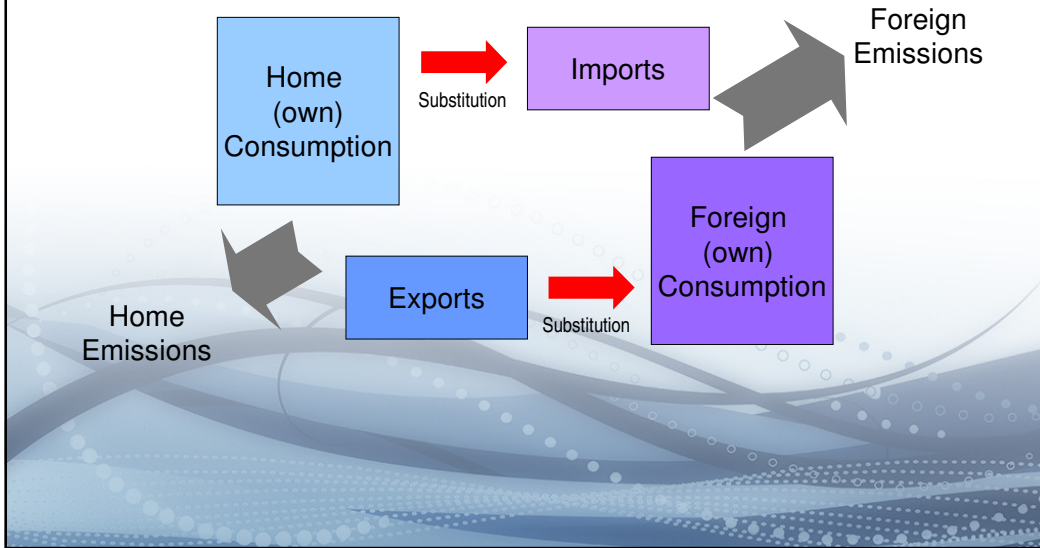 Home
(own)
Consumption
Substitution
Imports
Foreign
Emissions
Home
Emissions
Exports
Substitution
Foreign
(own)
Consumption